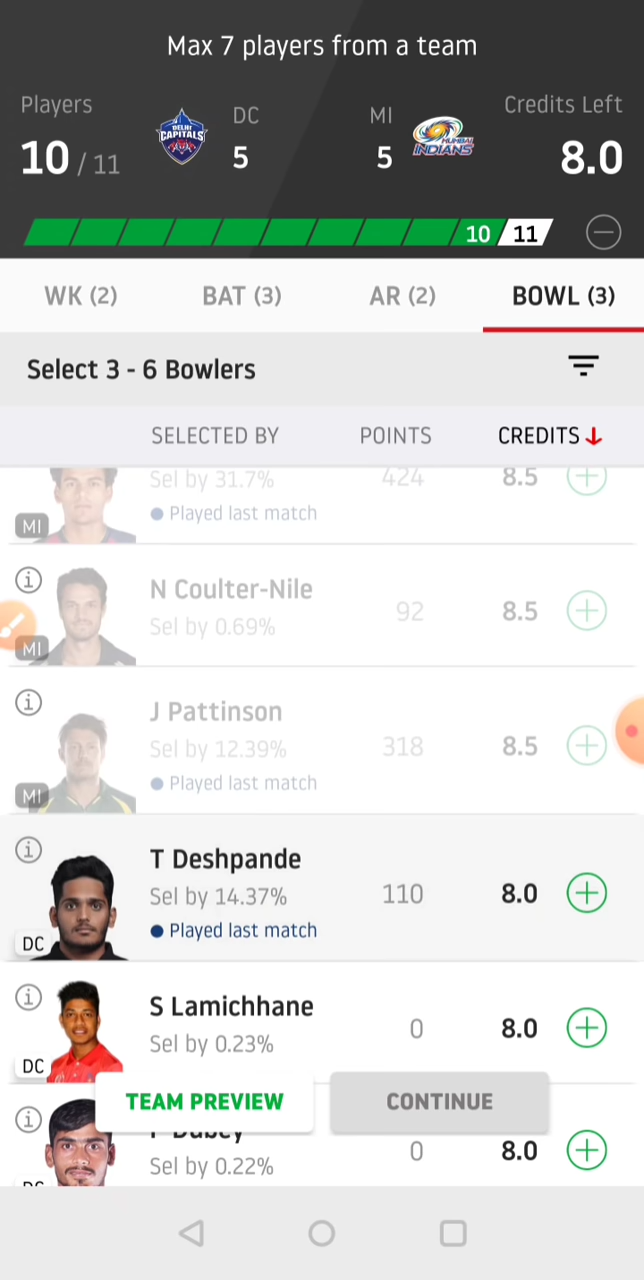 Max 7 players from a team
Players
DC
MI
Credits Left
10 / 11
DELHI CAPITALS
5
5
MUMBAI INDIANS
8.0
10
11
WK (2)
BAT (3)
AR (2)
BOWL (3)
Select 3 - 6 Bowlers
SELECTED BY
POINTS
CREDITS
Sel by 31.7%
424
8.5
Played last match
MI
N Coulter-Nile
Sel by 0.69%
92
8.5
MI
J Pattinson
Sel by 12.39%
318
8.5
Played last match
MI
T Deshpande
Sel by 14.37%
110
8.0
Played last match
DC
S Lamichhane
Sel by 0.23%
0
8.0
DC
TEAM PREVIEW
CONTINUE
Dubey
Sel by 0.22%
0
8.0